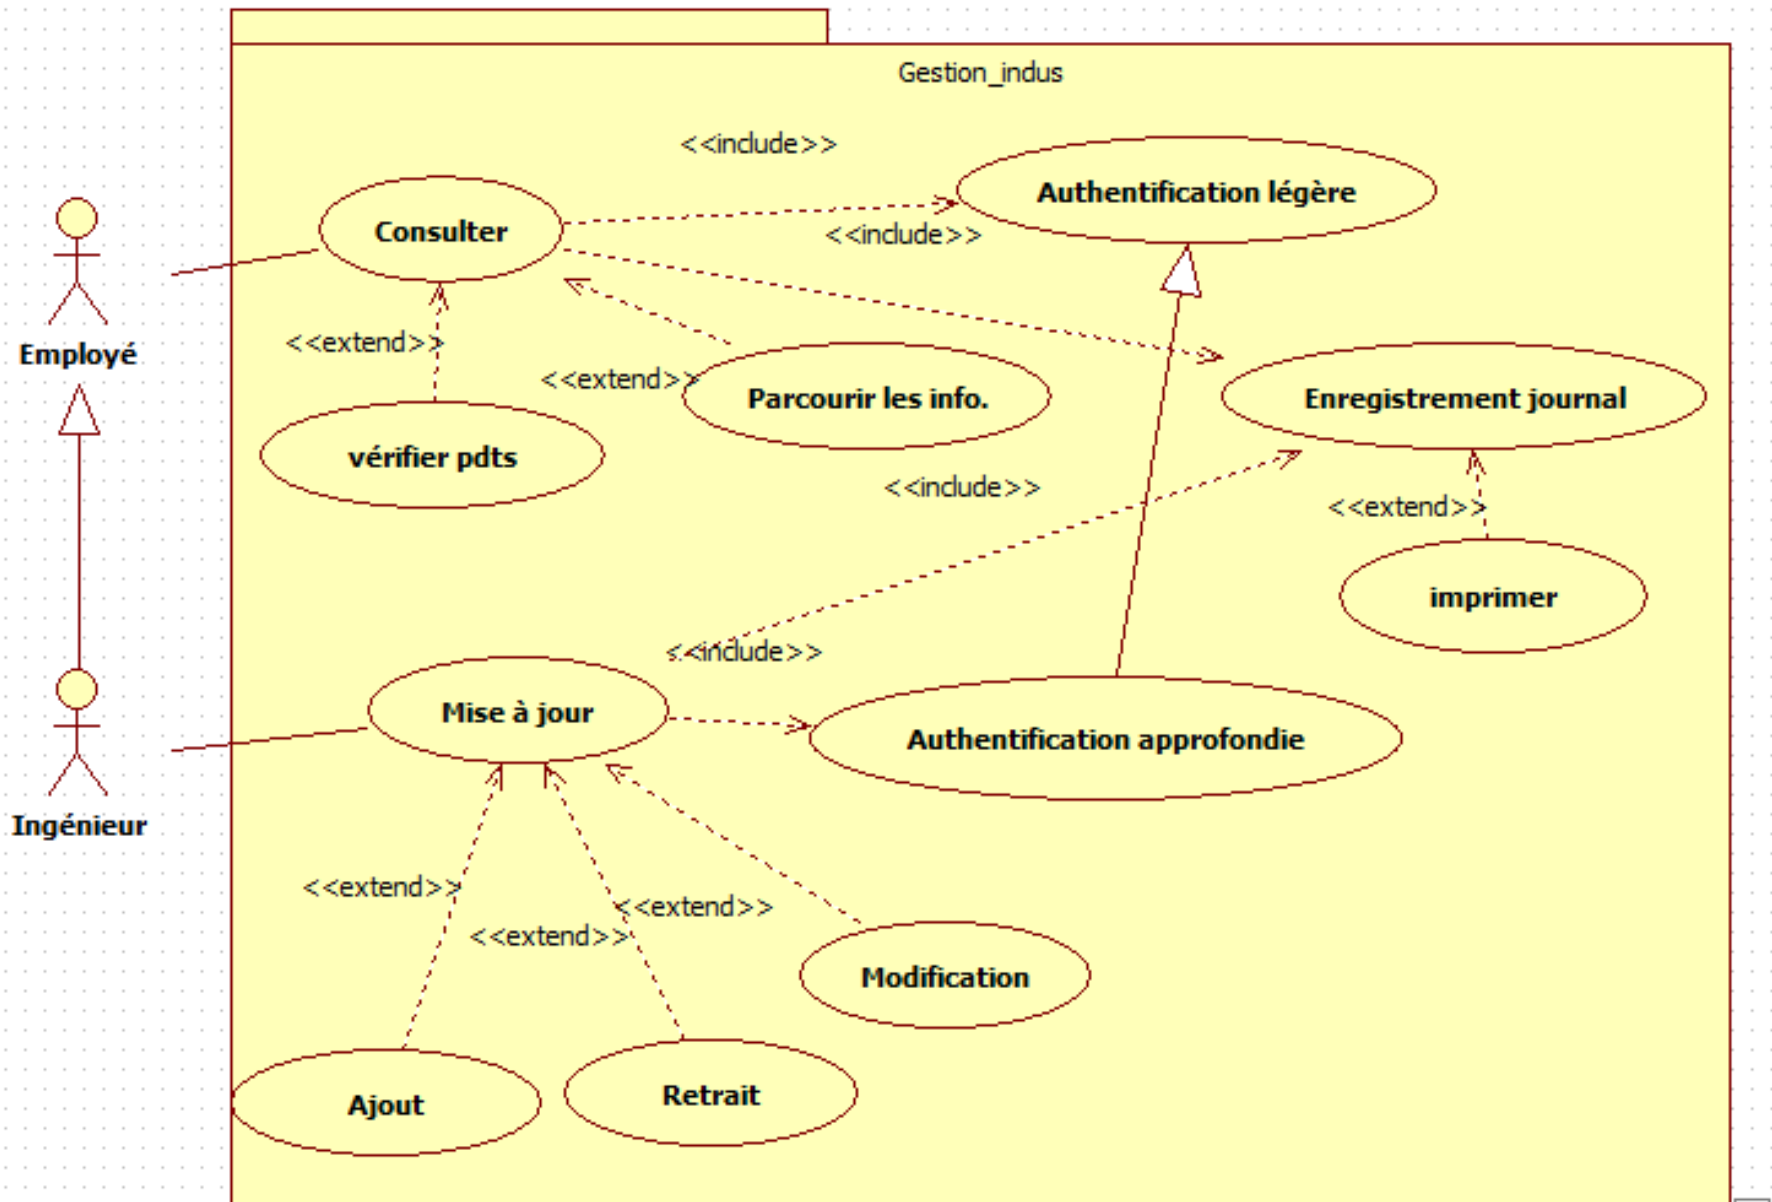 Gestion_indus
<<include>>
Authentification légère
Consulter
<<include>>
<<extend>>
Employé
<<extend>>
Parcourir les info.
Enregistrement journal
vérifier pdts
<<include>>
<<extend>>
imprimer
<<include>>
Mise à jour
Authentification approfondie
Ingénieur
<<extend>>
<<extend>>
<<extend>>
Modification
Ajout
Retrait